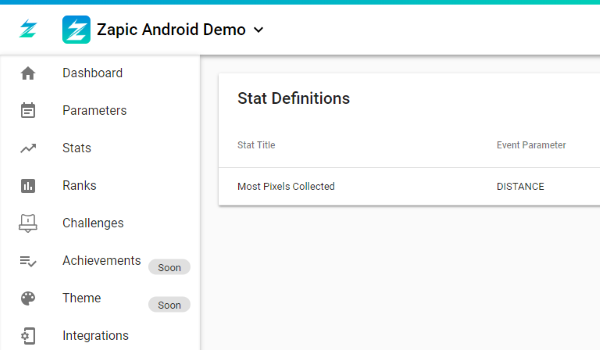 Zapic Android Demo
Dashboard
Parameters
Stats
Ranks
Challenges
Achievements
Soon
Theme
Soon
Integrations
Stat Definitions
Stat Title Event Parameter
Most Pixels Collected DISTANCE